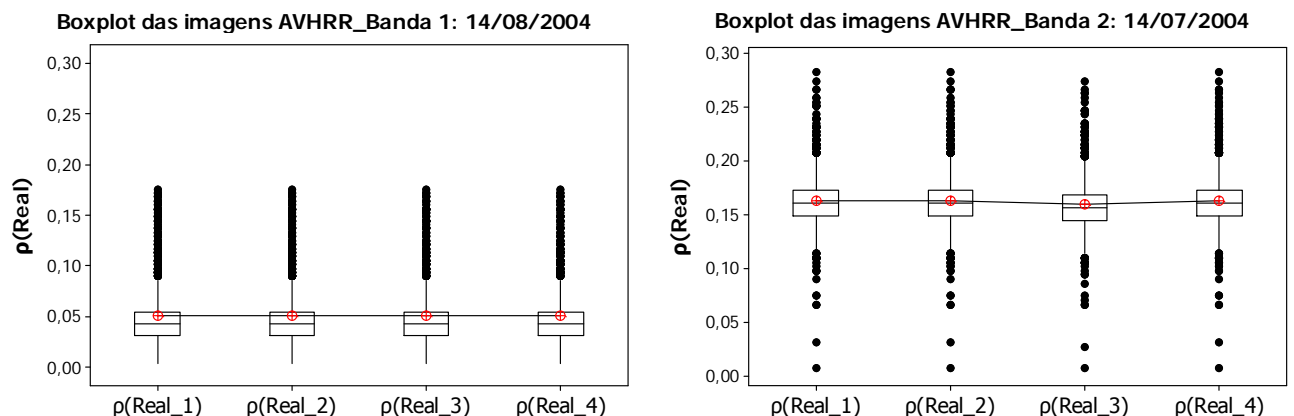 Boxplot das imagens AVHRR_Banda 1: 14/08/2004
0,30
0,25
0,20
0,15
0,10
0,05
0,00
ρ(Real)
ρ(Real_1) ρ(Real_2) ρ(Real_3) ρ(Real_4)
Boxplot das imagens AVHRR_Banda 2: 14/07/2004
0,30
0,25
0,20
0,15
0,10
0,05
0,00
ρ(Real)
ρ(Real_1) ρ(Real_2) ρ(Real_3) ρ(Real_4)